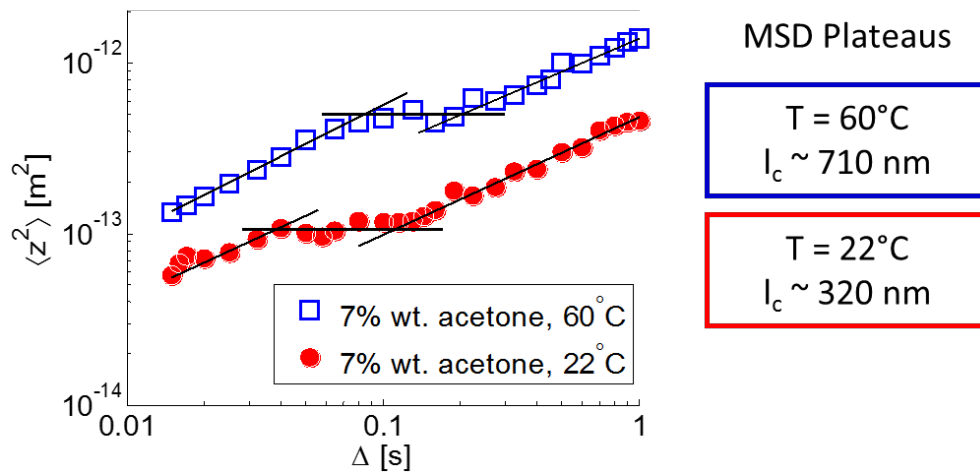 10⁻¹²
10⁻¹³
10⁻¹⁴
⟨z²⟩ [m²]
7% wt. acetone, 60°C
7% wt. acetone, 22°C
0.01 0.1 1
Δ [s]
MSD Plateaus
T = 60°C
l_c ~ 710 nm
T = 22°C
l_c ~ 320 nm